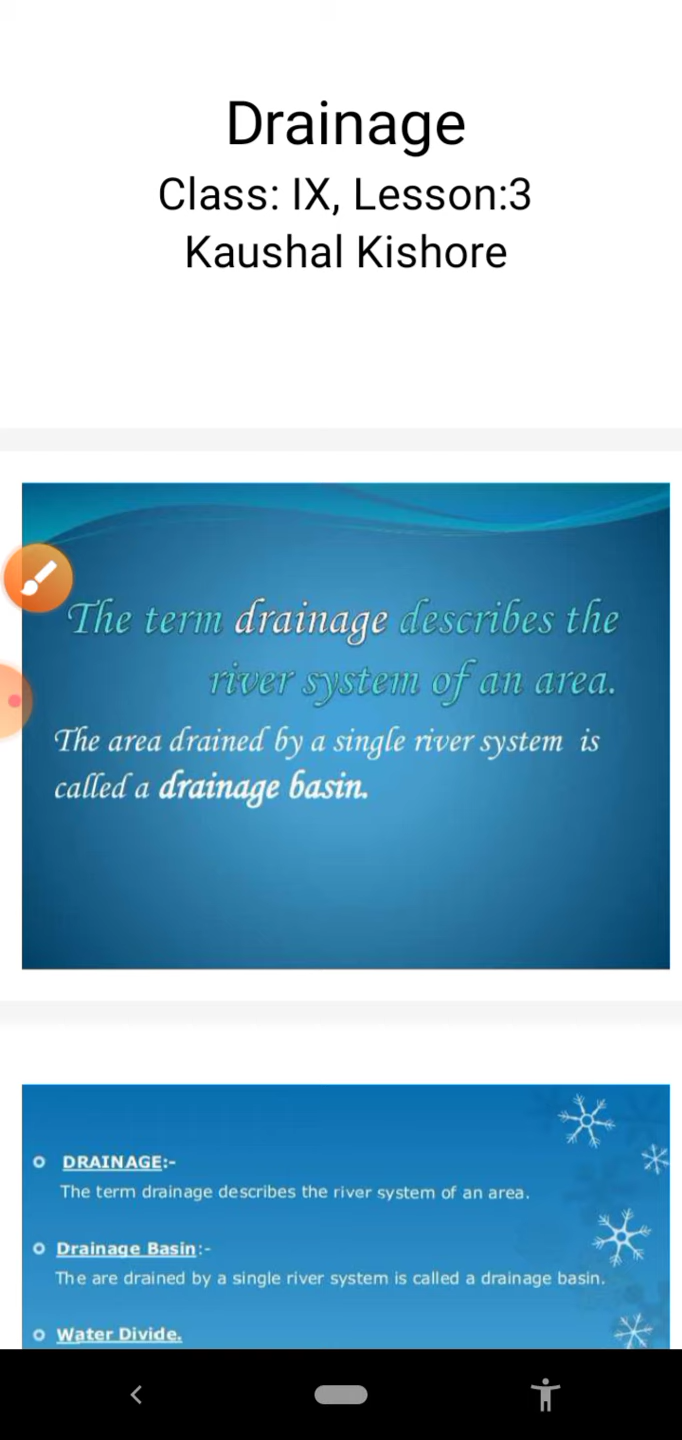 Drainage
Class: IX, Lesson:3
Kaushal Kishore
The term drainage describes the
river system of an area.
The area drained by a single river system is
called a drainage basin.
DRAINAGE:-
The term drainage describes the river system of an area.
Drainage Basin:-
The are drained by a single river system is called a drainage basin.
Water Divide.